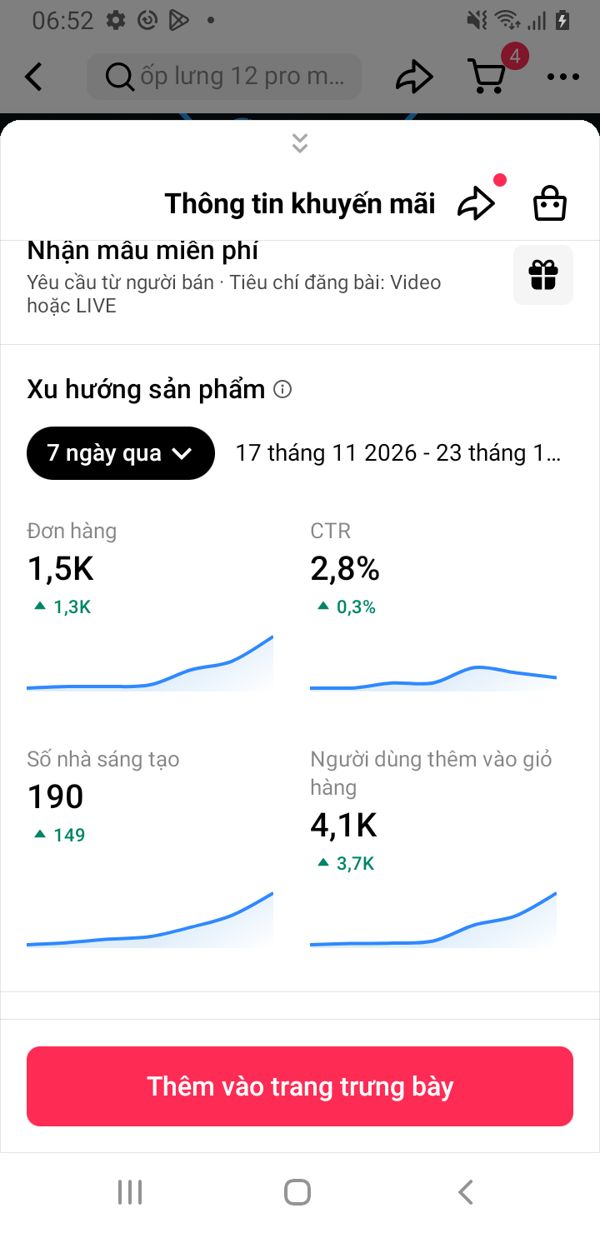 06:52
ốp lưng 12 pro m...
4
Thông tin khuyến mãi
Nhận mẫu miễn phí
Yêu cầu từ người bán · Tiêu chí đăng bài: Video
hoặc LIVE
Xu hướng sản phẩm
7 ngày qua
17 tháng 11 2026 - 23 tháng 1...
Đơn hàng
CTR
1,5K
2,8%
1,3K
0,3%
Số nhà sáng tạo
Người dùng thêm vào giỏ
hàng
190
4,1K
149
3,7K
Thêm vào trang trưng bày